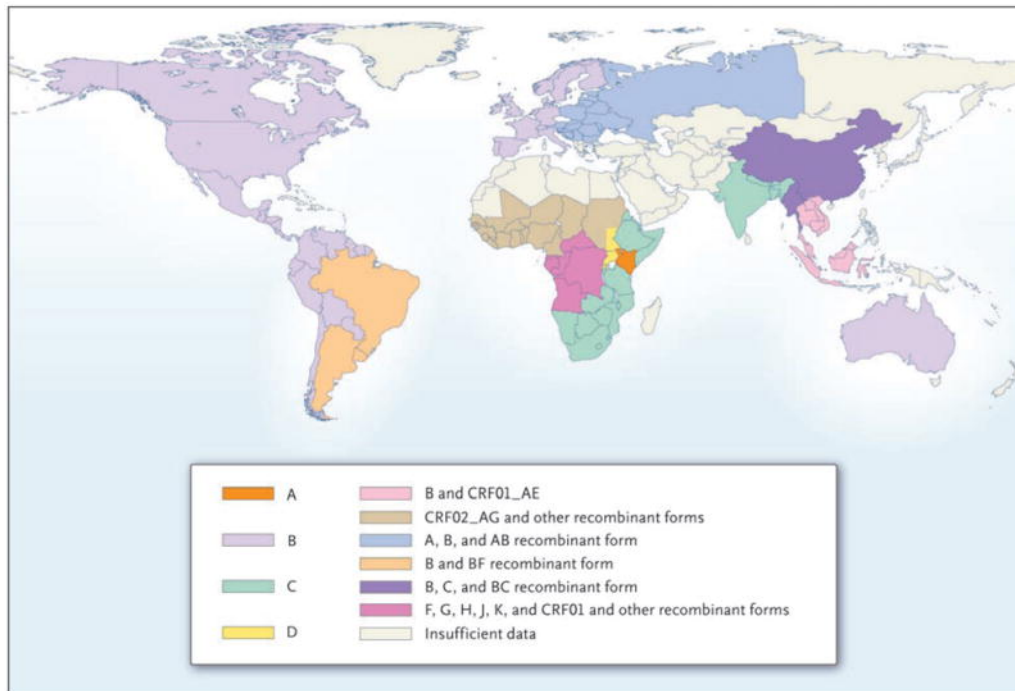 A
B
C
D
B and CRF01_AE
CRF02_AG and other recombinant forms
A, B, and AB recombinant form
B and BF recombinant form
B, C, and BC recombinant form
F, G, H, J, K, and CRF01 and other recombinant forms
Insufficient data